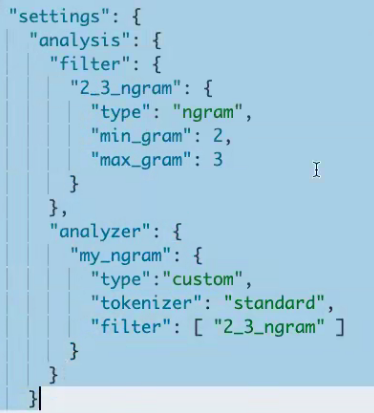 "settings": {
"analysis": {
"filter": {
"2_3_ngram": {
"type": "ngram",
"min_gram": 2,
"max_gram": 3
}
},
"analyzer": {
"my_ngram": {
"type":"custom",
"tokenizer": "standard",
"filter": [ "2_3_ngram" ]
}
}
}